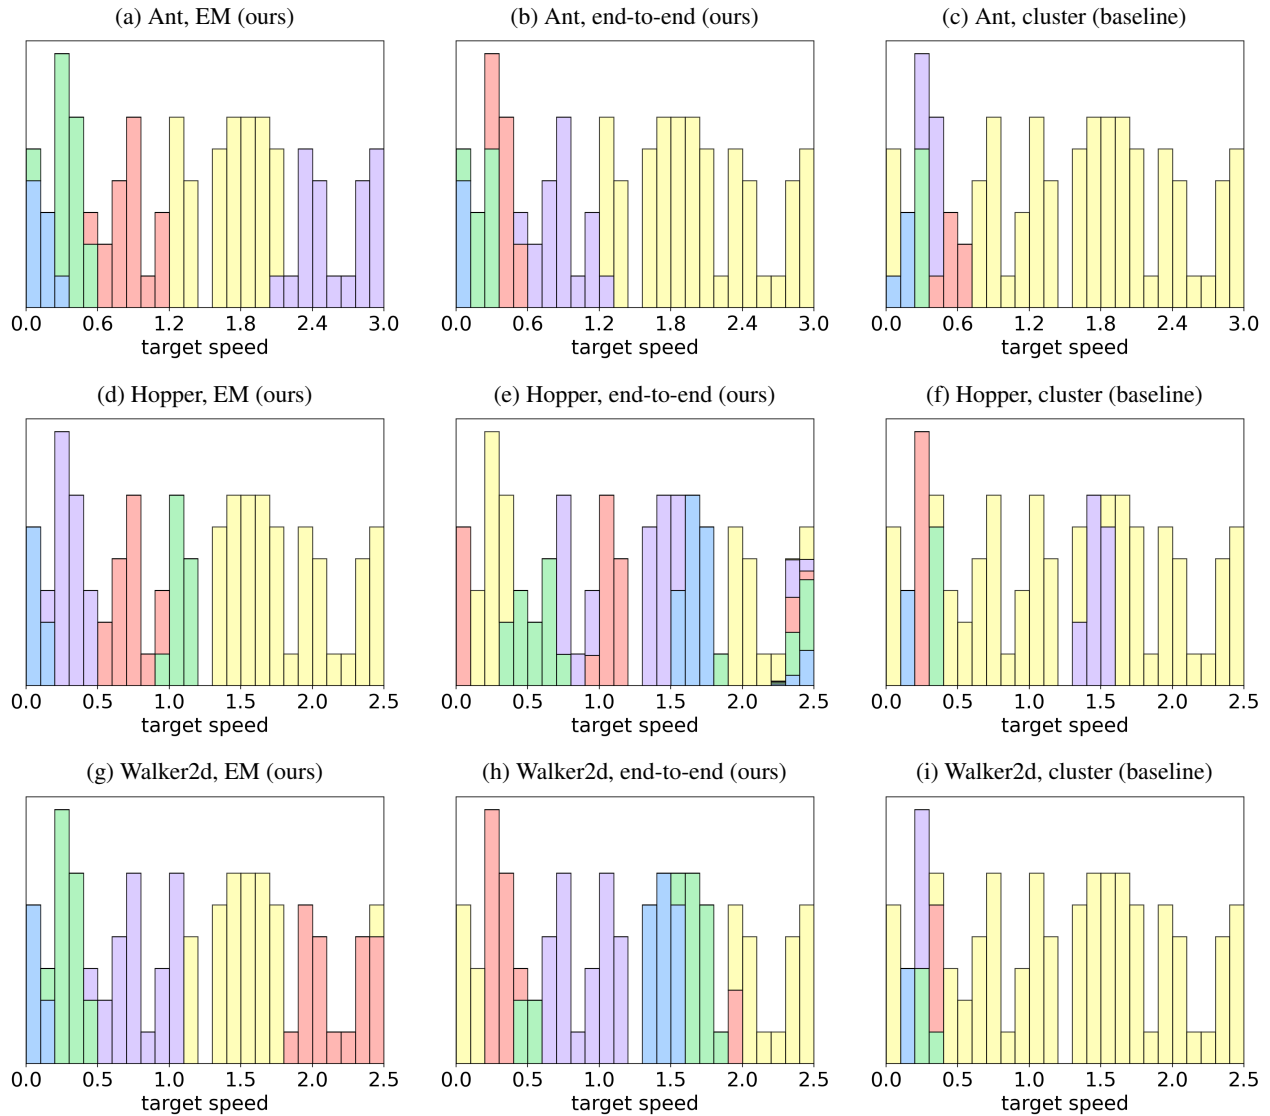 (a) Ant, EM (ours) (b) Ant, end-to-end (ours) (c) Ant, cluster (baseline)
0.0 0.6 1.2 1.8 2.4 3.0 0.0 0.6 1.2 1.8 2.4 3.0 0.0 0.6 1.2 1.8 2.4 3.0
target speed target speed target speed
(d) Hopper, EM (ours) (e) Hopper, end-to-end (ours) (f) Hopper, cluster (baseline)
0.0 0.5 1.0 1.5 2.0 2.5 0.0 0.5 1.0 1.5 2.0 2.5 0.0 0.5 1.0 1.5 2.0 2.5
target speed target speed target speed
(g) Walker2d, EM (ours) (h) Walker2d, end-to-end (ours) (i) Walker2d, cluster (baseline)
0.0 0.5 1.0 1.5 2.0 2.5 0.0 0.5 1.0 1.5 2.0 2.5 0.0 0.5 1.0 1.5 2.0 2.5
target speed target speed target speed